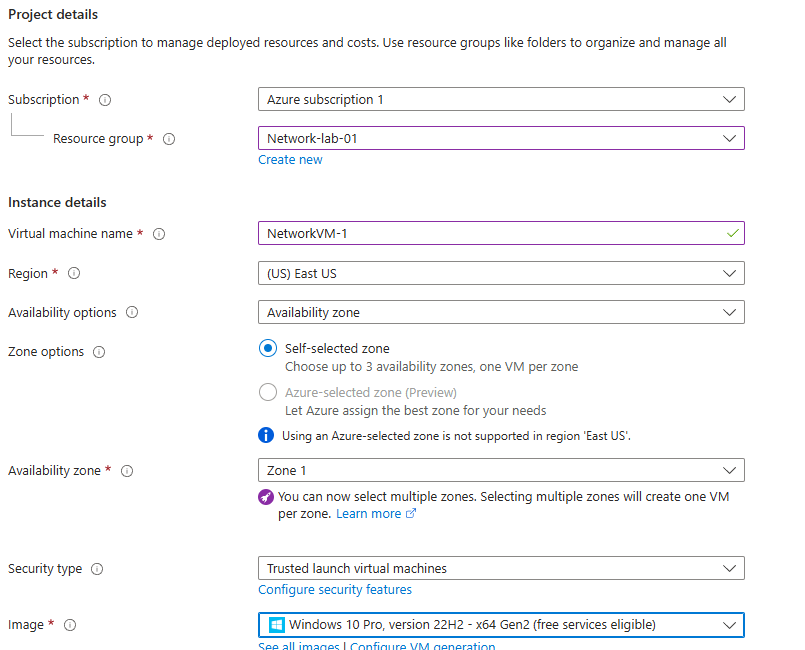 Project details
Select the subscription to manage deployed resources and costs. Use resource groups like folders to organize and manage all
your resources.
Subscription *
Azure subscription 1
Resource group *
Network-lab-01
Create new
Instance details
Virtual machine name *
NetworkVM-1
Region *
(US) East US
Availability options
Availability zone
Zone options
Self-selected zone
Choose up to 3 availability zones, one VM per zone
Azure-selected zone (Preview)
Let Azure assign the best zone for your needs
Using an Azure-selected zone is not supported in region 'East US'.
Availability zone *
Zone 1
You can now select multiple zones. Selecting multiple zones will create one VM
per zone. Learn more
Security type
Trusted launch virtual machines
Configure security features
Image *
Windows 10 Pro, version 22H2 - x64 Gen2 (free services eligible)
See all images | Configure VM generation